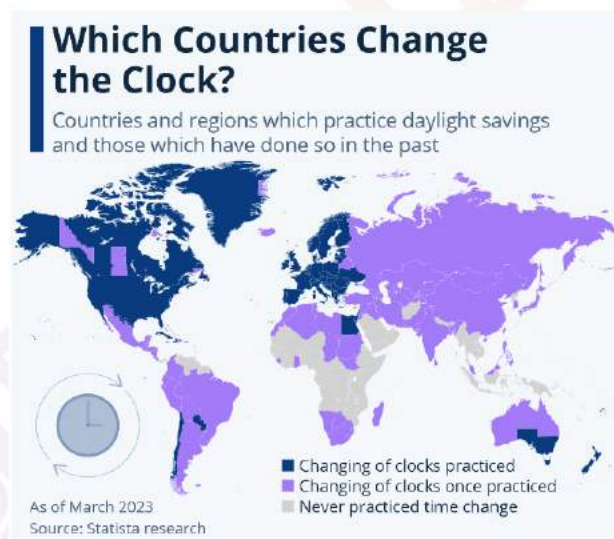 Which Countries Change
the Clock?
Countries and regions which practice daylight savings
and those which have done so in the past
Changing of clocks practiced
Changing of clocks once practiced
Never practiced time change
As of March 2023
Source: Statista research